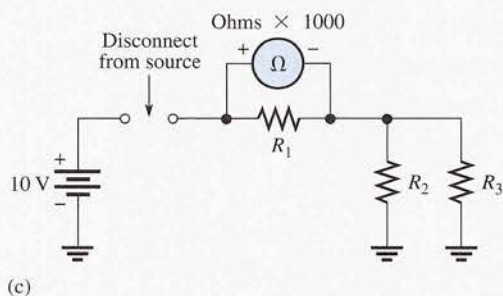 Ohms × 1000
Disconnect
from source
+ −
Ω
R₁
+
10 V
−
R₂
R₃
(c)